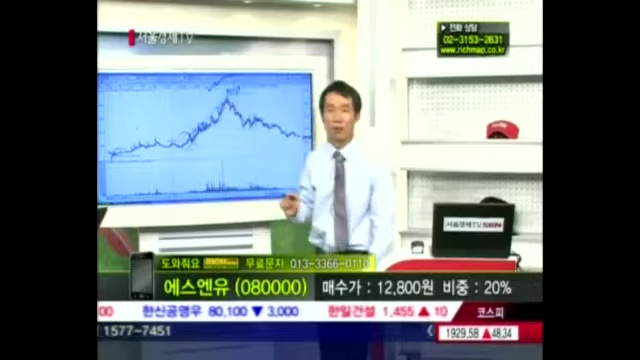 서울경제TV
▶ 전화 상담
02-3153-2631
www.richmap.co.kr
서울경제TV SEN
도와줘요 무료문자 013-3366-0110
에스엔유 (080000) 매수가 : 12,800원 비중 : 20%
00 한신공영우 80,100 ▼ 3,000 한일건설 1,455 ▲ 10 코스피
1577-7451 1929.58 ▲ 48.34